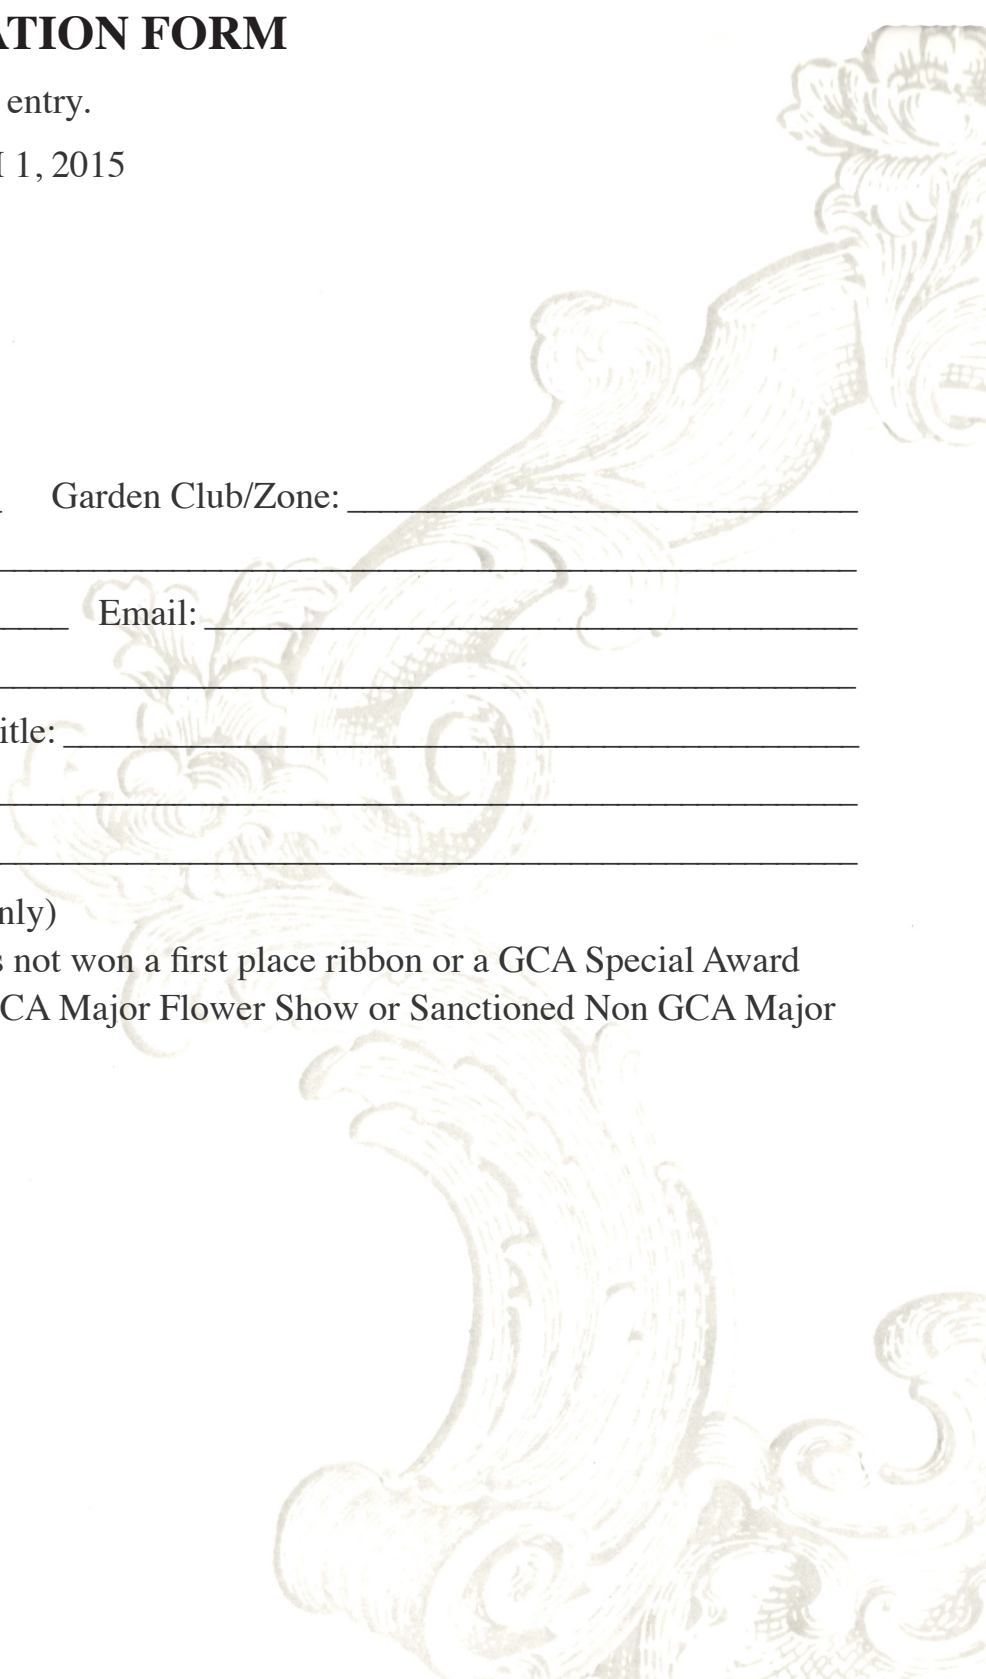 ATION FORM
entry.
1, 2015
Garden Club/Zone:
Email:
itle:
nly)
s not won a first place ribbon or a GCA Special Award
CA Major Flower Show or Sanctioned Non GCA Major